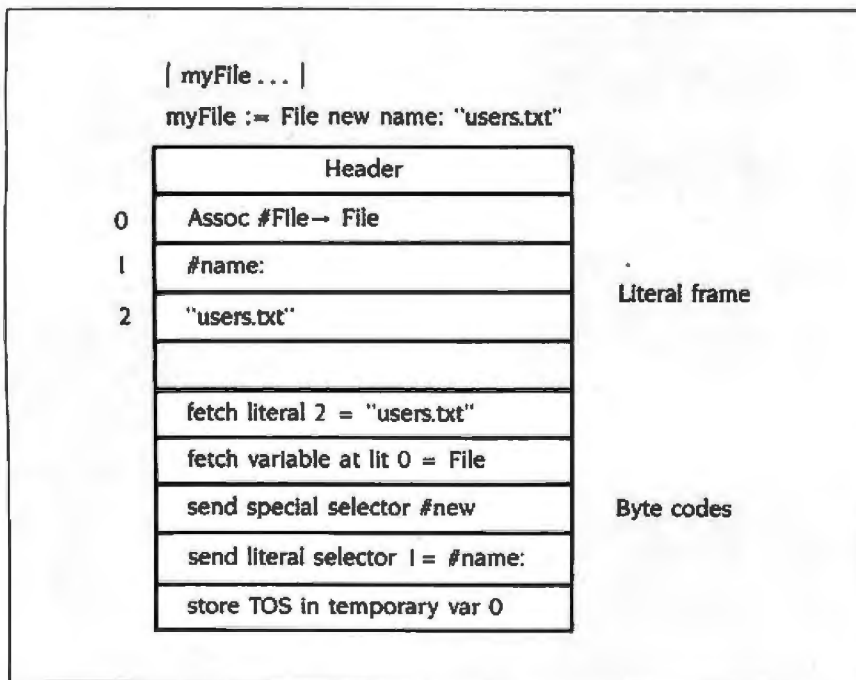 | myFile ... |
myFile := File new name: "users.txt"
Header
0 Assoc #File→ File
1 #name:
2 "users.txt"
Literal frame
fetch literal 2 = "users.txt"
fetch variable at lit 0 = File
send special selector #new
Byte codes
send literal selector 1 = #name:
store TOS in temporary var 0